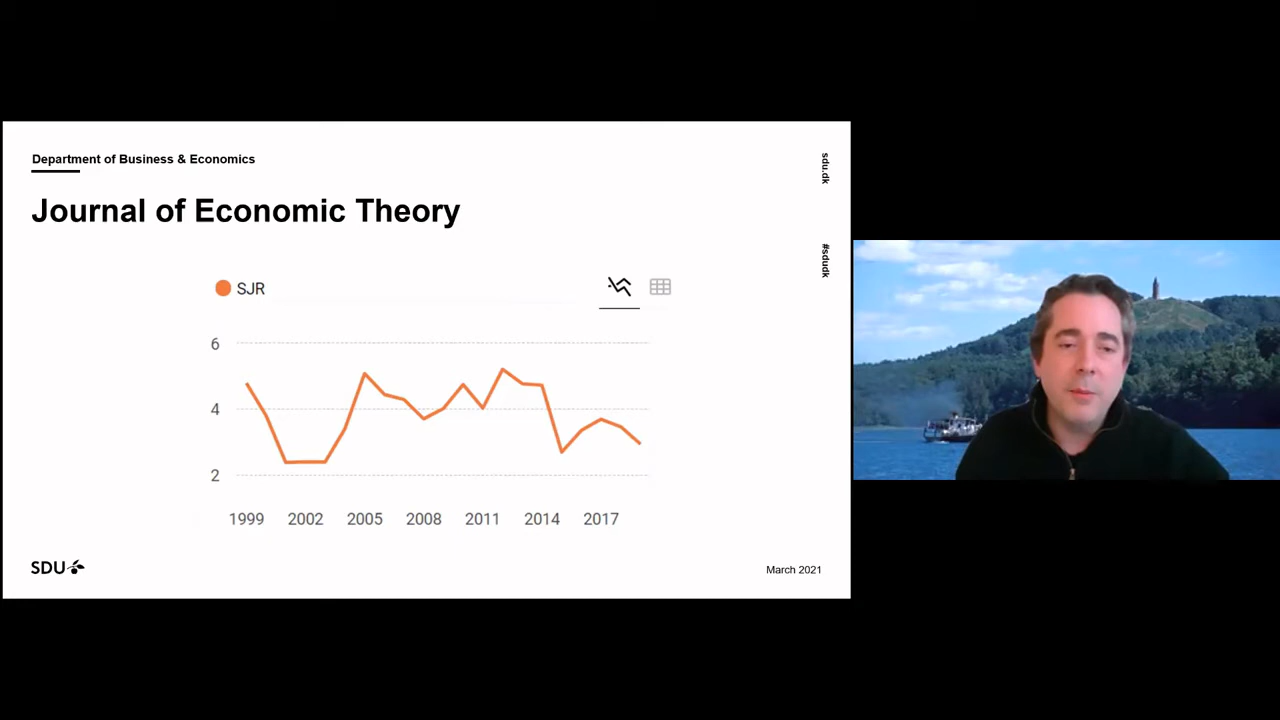 Department of Business & Economics
sdu.dk
Journal of Economic Theory
#sdudk
SJR
6
4
2
1999 2002 2005 2008 2011 2014 2017
SDU
March 2021